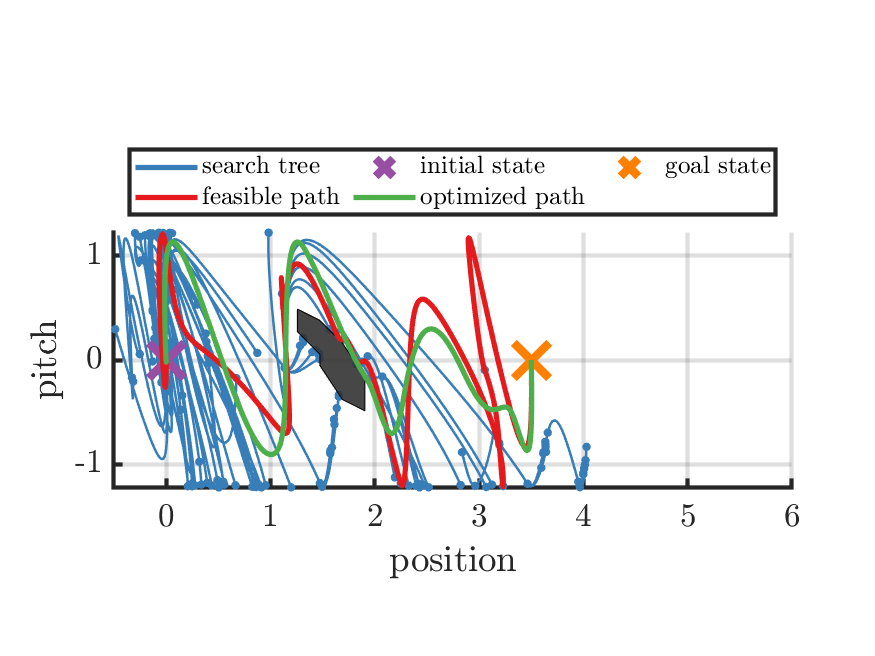 search tree initial state goal state
feasible path optimized path
pitch
1
0
-1
0 1 2 3 4 5 6
position